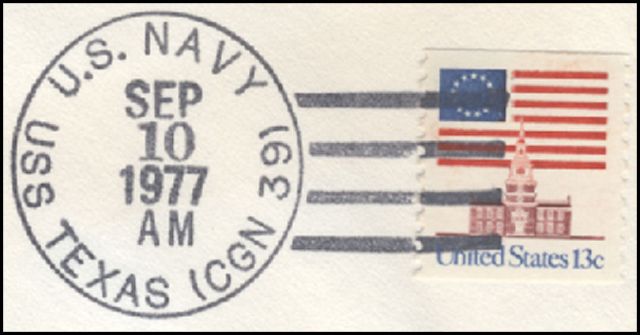 U.S. NAVY
SEP
10
1977
AM
USS TEXAS (CGN 39)
United States 13c